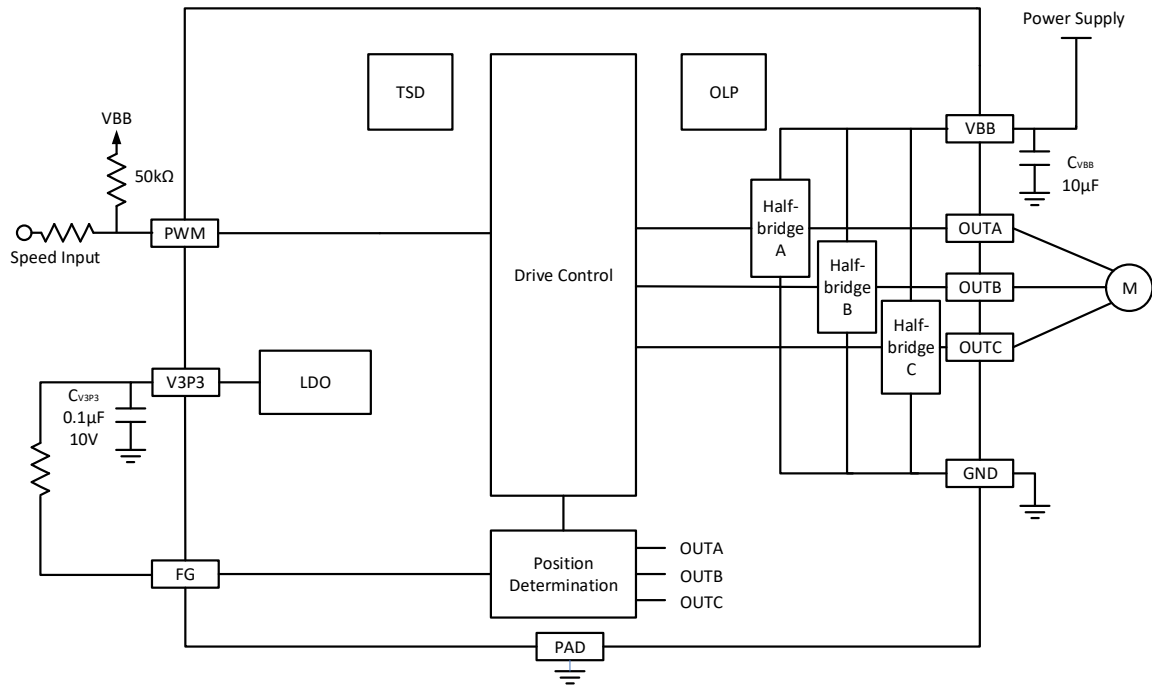 Power Supply
TSD
OLP
VBB
VBB
50kΩ
CVBB
10µF
PWM
Speed Input
Half-
bridge
A
OUTA
Drive Control
Half-
bridge
B
OUTB
M
Half-
bridge
C
OUTC
V3P3
LDO
CV3P3
0.1µF
10V
GND
FG
Position
Determination
OUTA
OUTB
OUTC
PAD